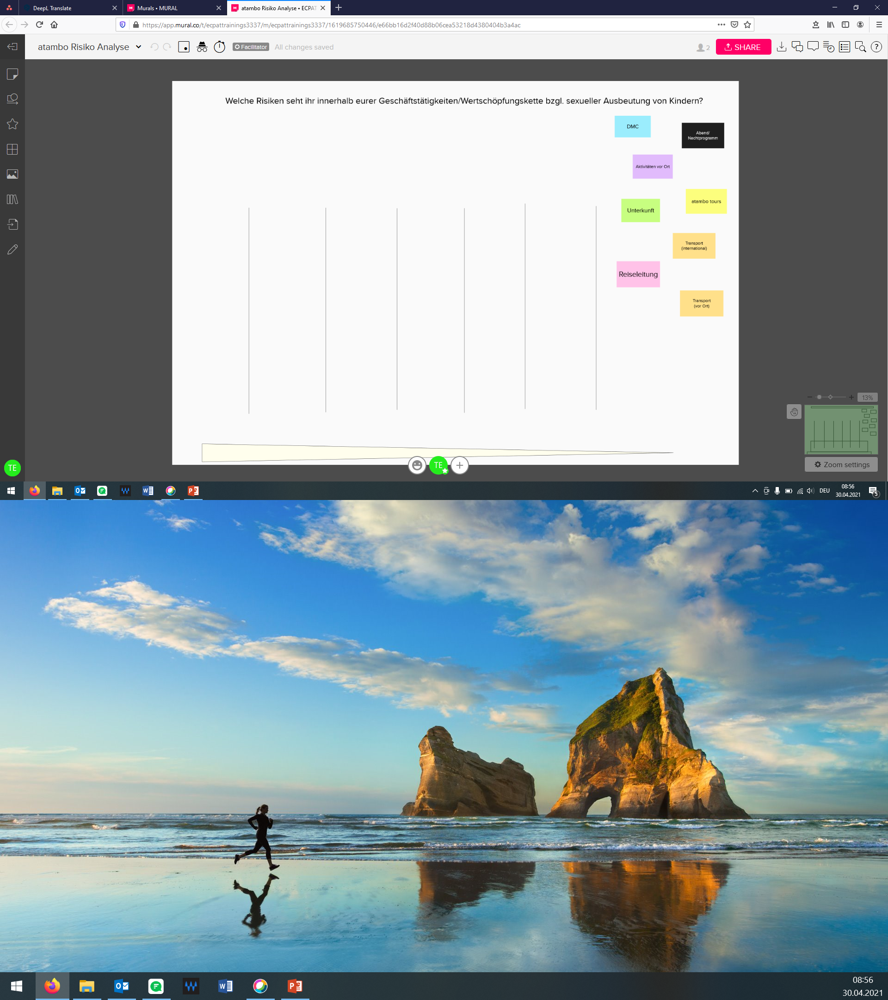 DeepL Translate
Murals • MURAL
atambo Risiko Analyse • ECPAT
https://app.mural.co/t/ecpattrainings3337/m/ecpattrainings3337/1619685750446/e66bb16d2f40d88b06cea53218d4380404b3a4ac
atambo Risiko Analyse
Facilitator
All changes saved
2
SHARE
Welche Risiken seht ihr innerhalb eurer Geschäftstätigkeiten/Wertschöpfungskette bzgl. sexueller Ausbeutung von Kindern?
DMC
Abend/
Nachtprogramm
Aktivitäten vor Ort
atambo tours
Unterkunft
Transport
(international)
Reiseleitung
Transport
(vor Ort)
13%
Zoom settings
TE
TE
DEU
08:56
30.04.2021
5
08:56
30.04.2021